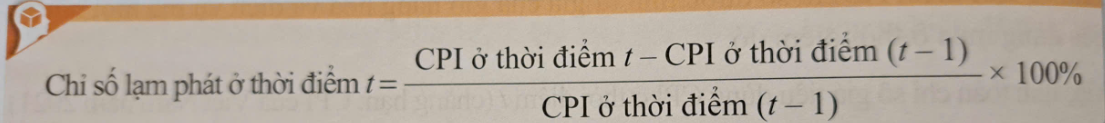 Chỉ số lạm phát ở thời điểm t = (CPI ở thời điểm t – CPI ở thời điểm (t – 1)) / (CPI ở thời điểm (t – 1)) × 100%